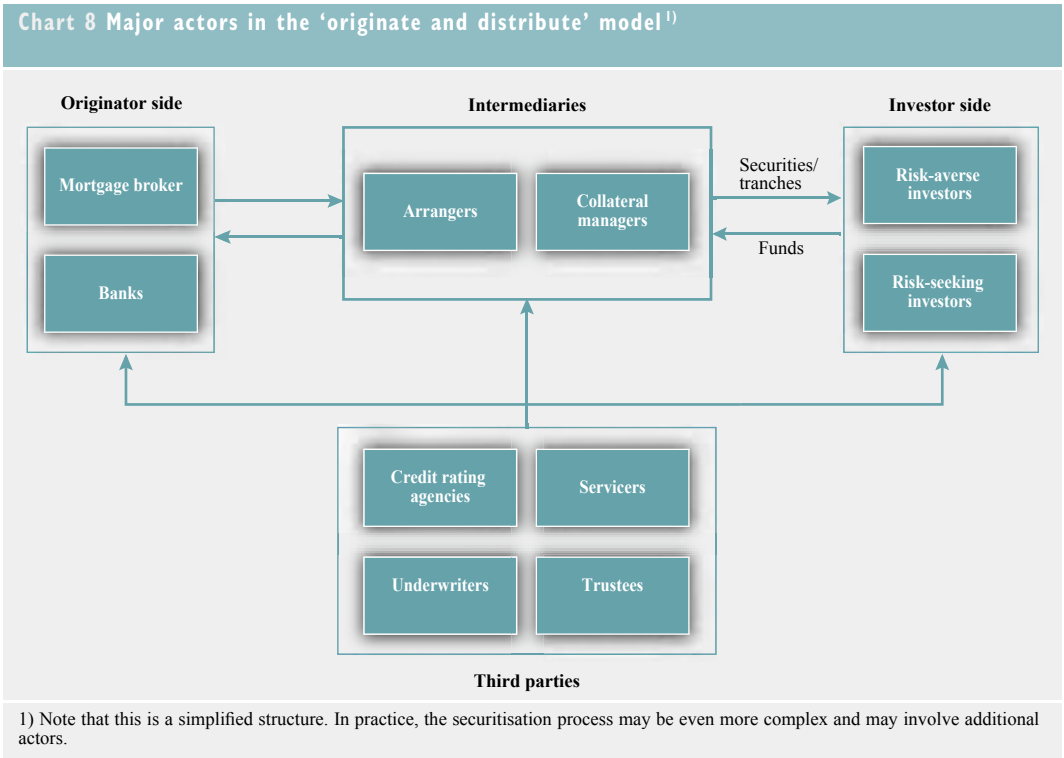 Chart 8 Major actors in the ‘originate and distribute’ model 1)
Originator side
Mortgage broker
Banks
Intermediaries
Arrangers
Collateral
managers
Securities/
tranches
Funds
Investor side
Risk-averse
investors
Risk-seeking
investors
Credit rating
agencies
Servicers
Underwriters
Trustees
Third parties
1) Note that this is a simplified structure. In practice, the securitisation process may be even more complex and may involve additional
actors.